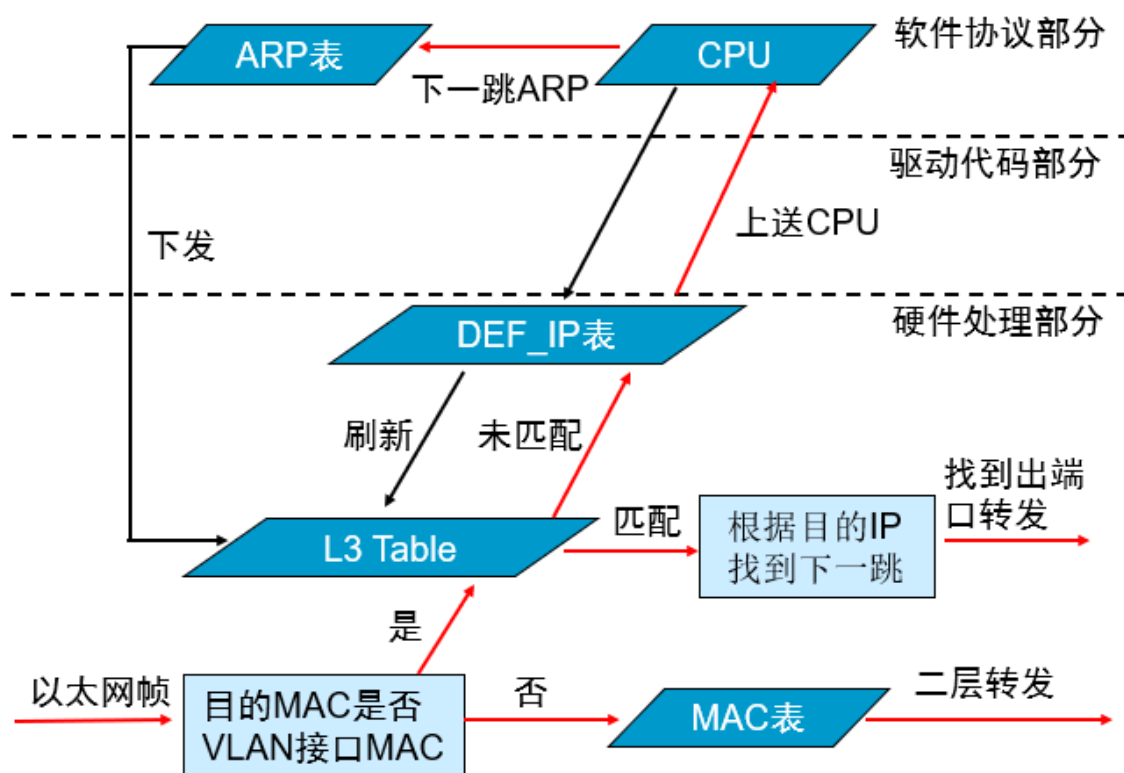 ARP表
CPU
软件协议部分
下一跳ARP
驱动代码部分
上送CPU
下发
DEF_IP表
硬件处理部分
刷新
未匹配
找到出端
口转发
L3 Table
匹配
根据目的IP
找到下一跳
是
以太网帧
目的MAC是否
VLAN接口MAC
否
MAC表
二层转发